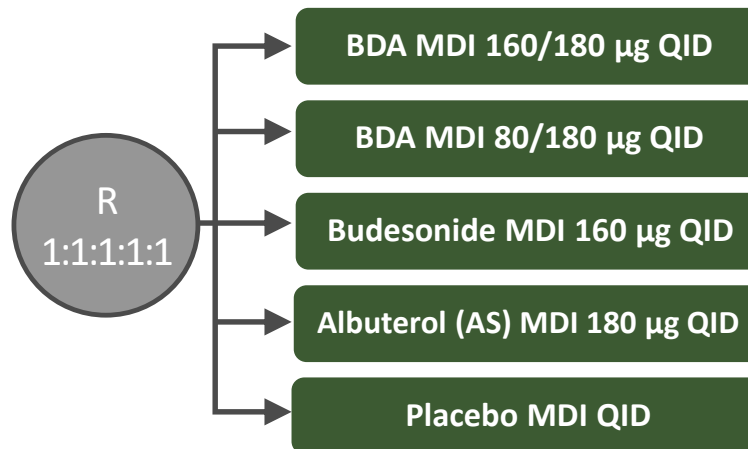 R
1:1:1:1:1
BDA MDI 160/180 µg QID
BDA MDI 80/180 µg QID
Budesonide MDI 160 µg QID
Albuterol (AS) MDI 180 µg QID
Placebo MDI QID